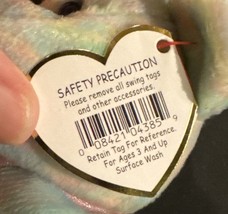 SAFETY PRECAUTION
Please remove all swing tags
and other accessories.
0 08421 04385 9
Retain Tag For Reference.
For Ages 3 And Up
Surface Wash